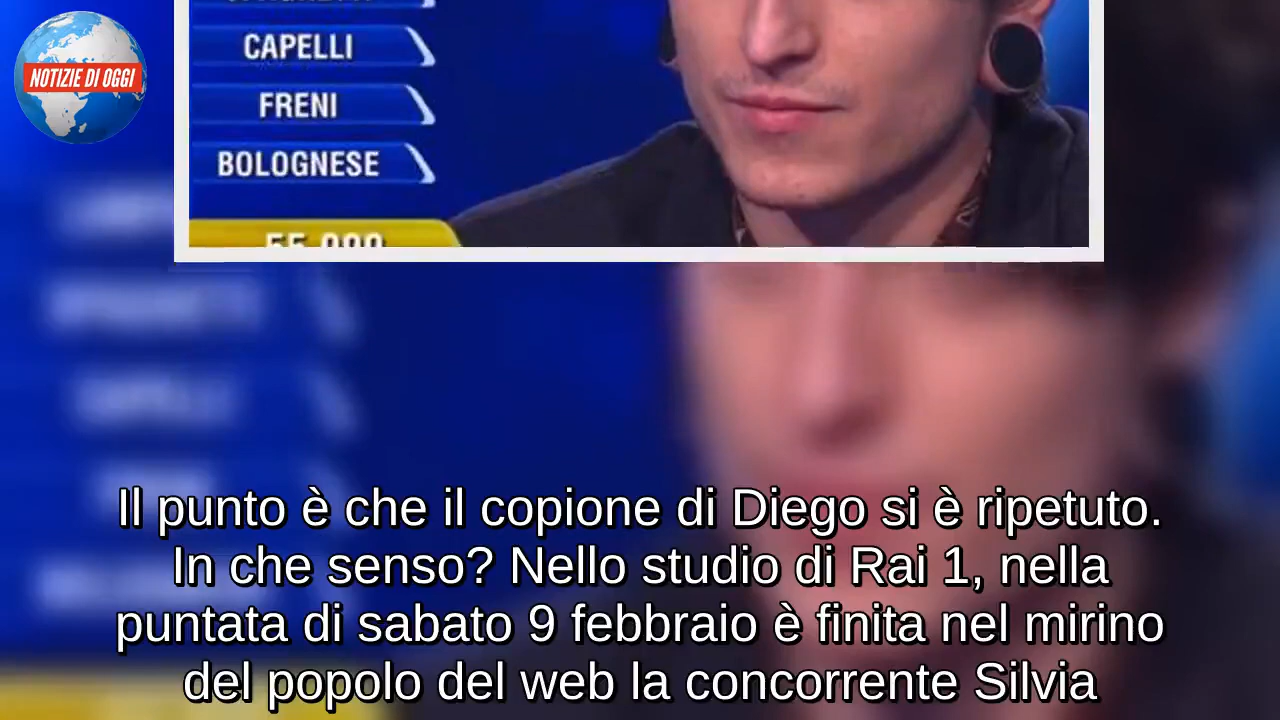 NOTIZIE DI OGGI
CAPELLI
FRENI
BOLOGNESE
Il punto è che il copione di Diego si è ripetuto.
In che senso? Nello studio di Rai 1, nella
puntata di sabato 9 febbraio è finita nel mirino
del popolo del web la concorrente Silvia